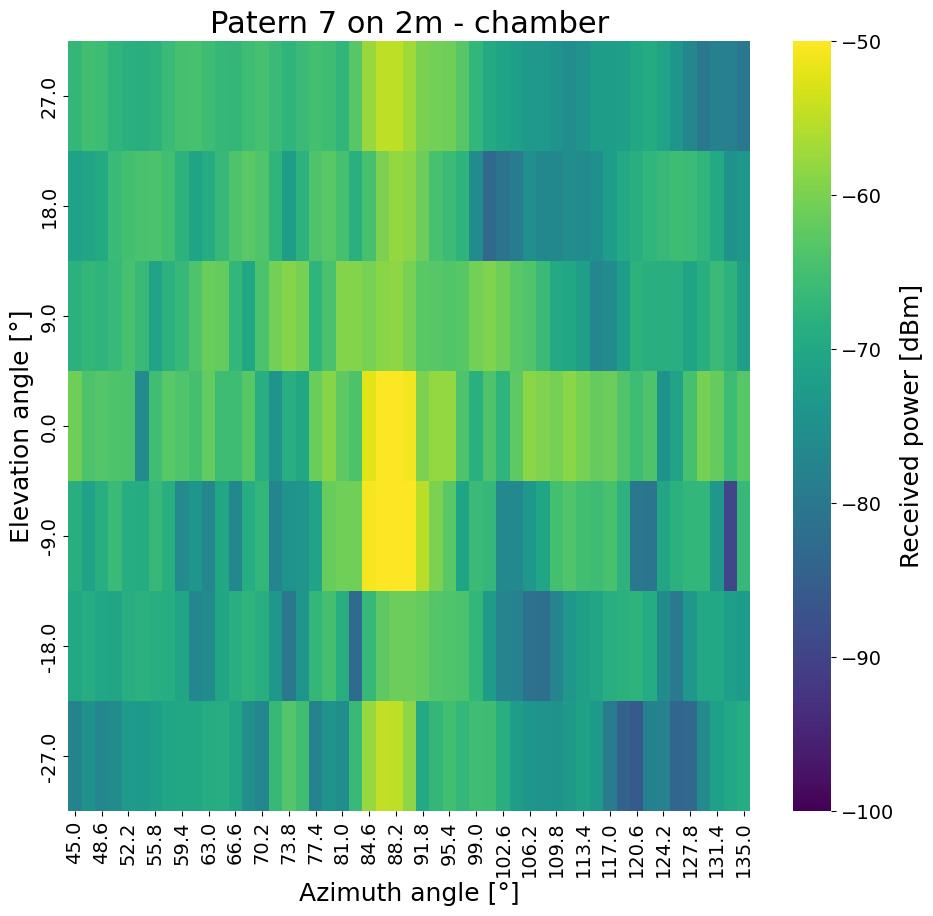 Patern 7 on 2m - chamber
Elevation angle [°]
27.0
18.0
9.0
0.0
-9.0
-18.0
-27.0
45.0 48.6 52.2 55.8 59.4 63.0 66.6 70.2 73.8 77.4 81.0 84.6 88.2 91.8 95.4 99.0 102.6 106.2 109.8 113.4 117.0 120.6 124.2 127.8 131.4 135.0
Azimuth angle [°]
−50
−60
−70
−80
−90
−100
Received power [dBm]